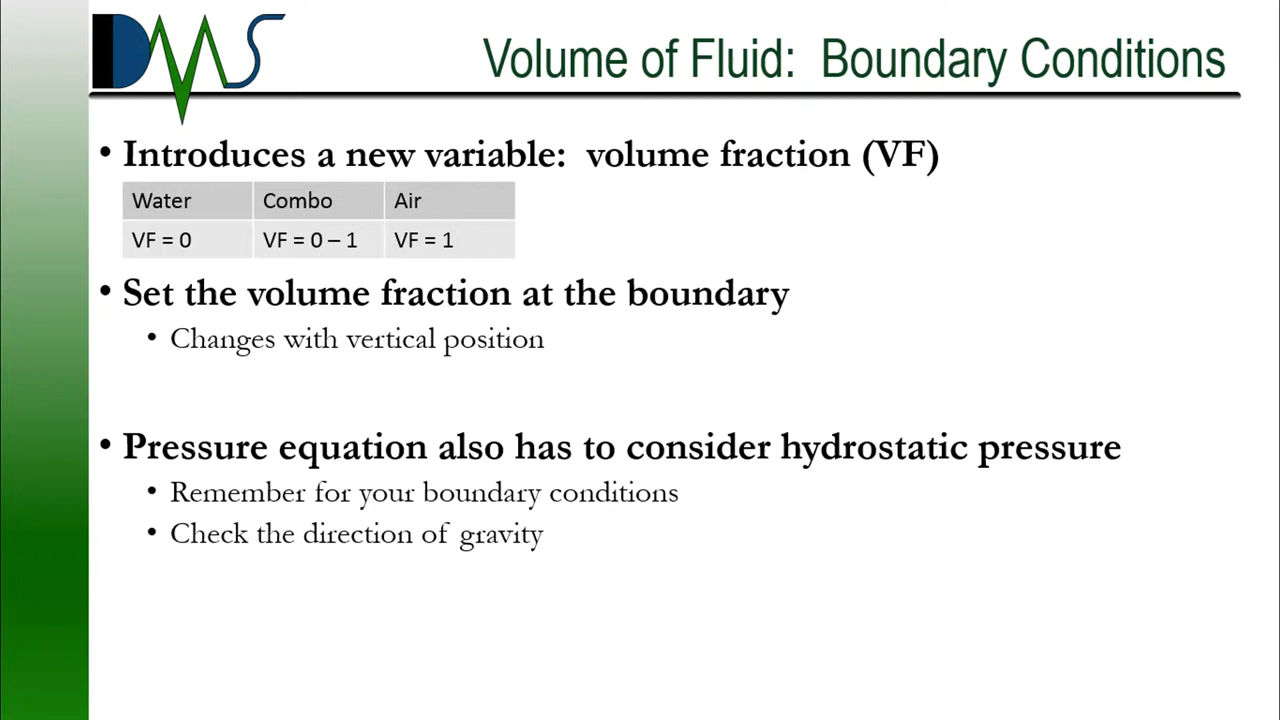 DMS
Volume of Fluid:  Boundary Conditions
• Introduces a new variable:  volume fraction (VF)
Water Combo Air
VF = 0 VF = 0 – 1 VF = 1
• Set the volume fraction at the boundary
• Changes with vertical position
• Pressure equation also has to consider hydrostatic pressure
• Remember for your boundary conditions
• Check the direction of gravity